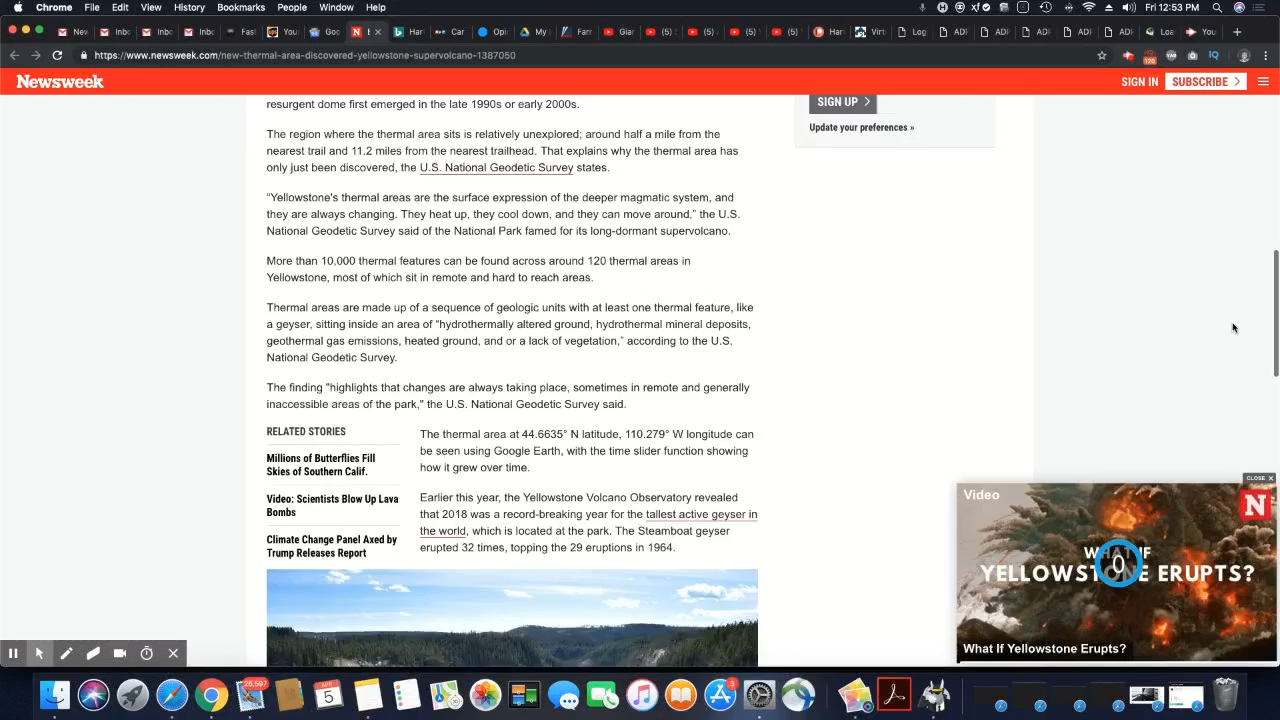 Chrome File Edit View History Bookmarks People Window Help Fri 12:53 PM
https://www.newsweek.com/new-thermal-area-discovered-yellowstone-supervolcano-1387050
Newsweek
SIGN IN SUBSCRIBE
resurgent dome first emerged in the late 1990s or early 2000s.
The region where the thermal area sits is relatively unexplored; around half a mile from the
nearest trail and 11.2 miles from the nearest trailhead. That explains why the thermal area has
only just been discovered, the U.S. National Geodetic Survey states.
“Yellowstone's thermal areas are the surface expression of the deeper magmatic system, and
they are always changing. They heat up, they cool down, and they can move around,” the U.S.
National Geodetic Survey said of the National Park famed for its long-dormant supervolcano.
More than 10,000 thermal features can be found across around 120 thermal areas in
Yellowstone, most of which sit in remote and hard to reach areas.
Thermal areas are made up of a sequence of geologic units with at least one thermal feature, like
a geyser, sitting inside an area of “hydrothermally altered ground, hydrothermal mineral deposits,
geothermal gas emissions, heated ground, and or a lack of vegetation,” according to the U.S.
National Geodetic Survey.
The finding "highlights that changes are always taking place, sometimes in remote and generally
inaccessible areas of the park," the U.S. National Geodetic Survey said.
RELATED STORIES
Millions of Butterflies Fill
Skies of Southern Calif.
Video: Scientists Blow Up Lava
Bombs
Climate Change Panel Axed by
Trump Releases Report
The thermal area at 44.6635° N latitude, 110.279° W longitude can
be seen using Google Earth, with the time slider function showing
how it grew over time.
Earlier this year, the Yellowstone Volcano Observatory revealed
that 2018 was a record-breaking year for the tallest active geyser in
the world, which is located at the park. The Steamboat geyser
erupted 32 times, topping the 29 eruptions in 1964.
SIGN UP
Update your preferences »
CLOSE
Video
N
WHAT IF
YELLOWSTONE ERUPTS?
0
What If Yellowstone Erupts?
26,597
APR
5
3